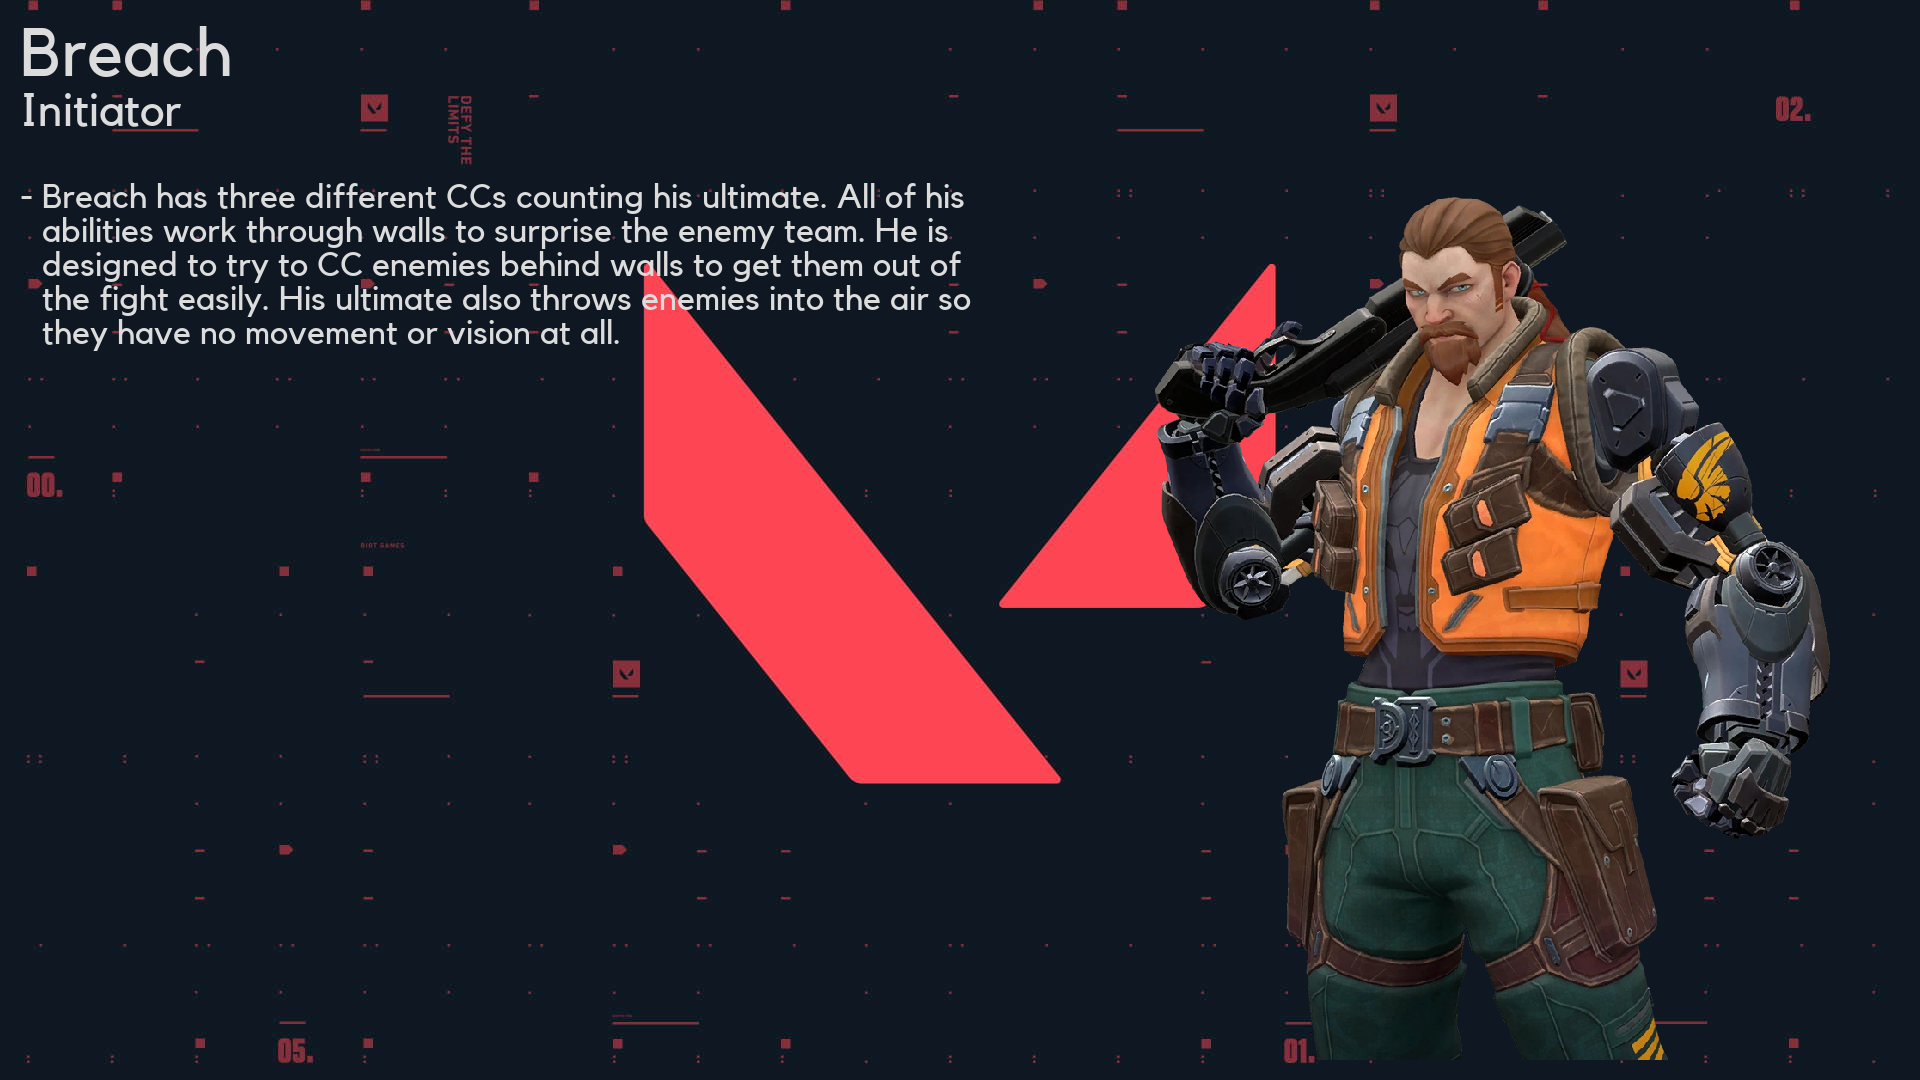 Breach
Initiator
DEFY THE
LIMITS
02.
- Breach has three different CCs counting his ultimate. All of his
abilities work through walls to surprise the enemy team. He is
designed to try to CC enemies behind walls to get them out of
the fight easily. His ultimate also throws enemies into the air so
they have no movement or vision at all.
00.
RIOT GAMES
05.
01.